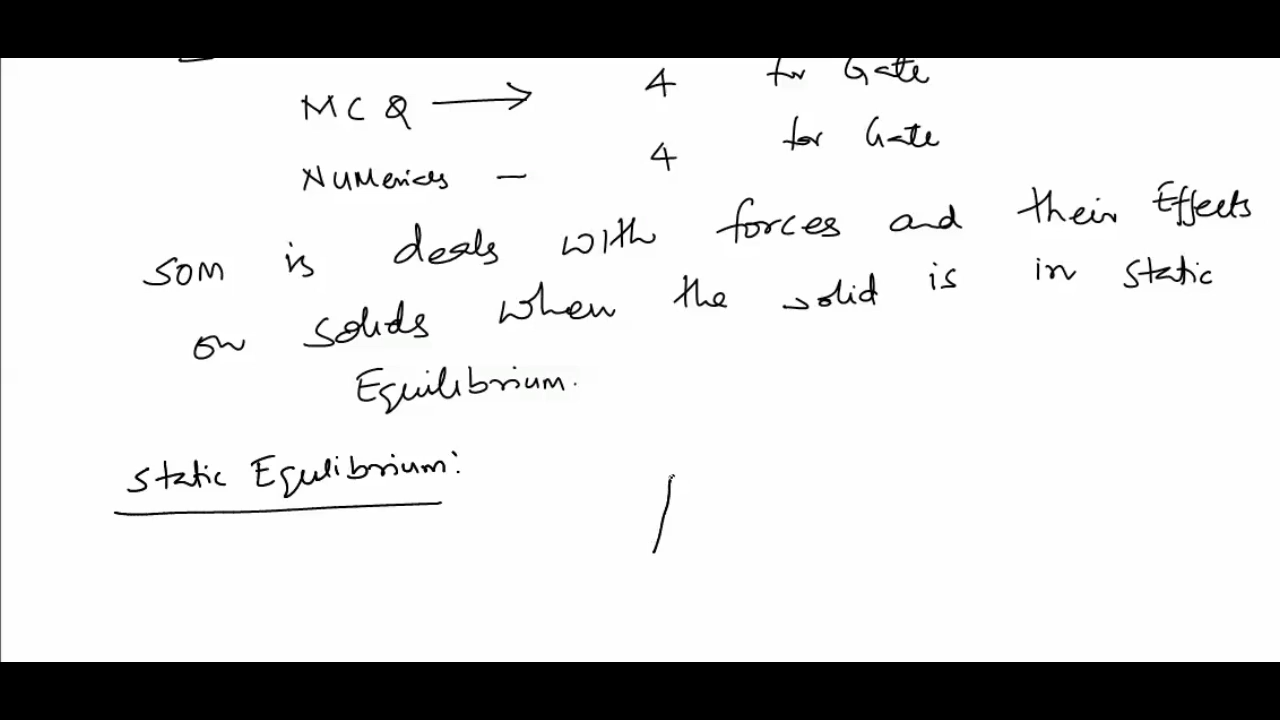 MCQ → 4 for Gate
Numericals - 4 for Gate
SOM is deals with forces and their Effects
on solids when the solid is in static
Equilibrium.
Static Equilibrium: